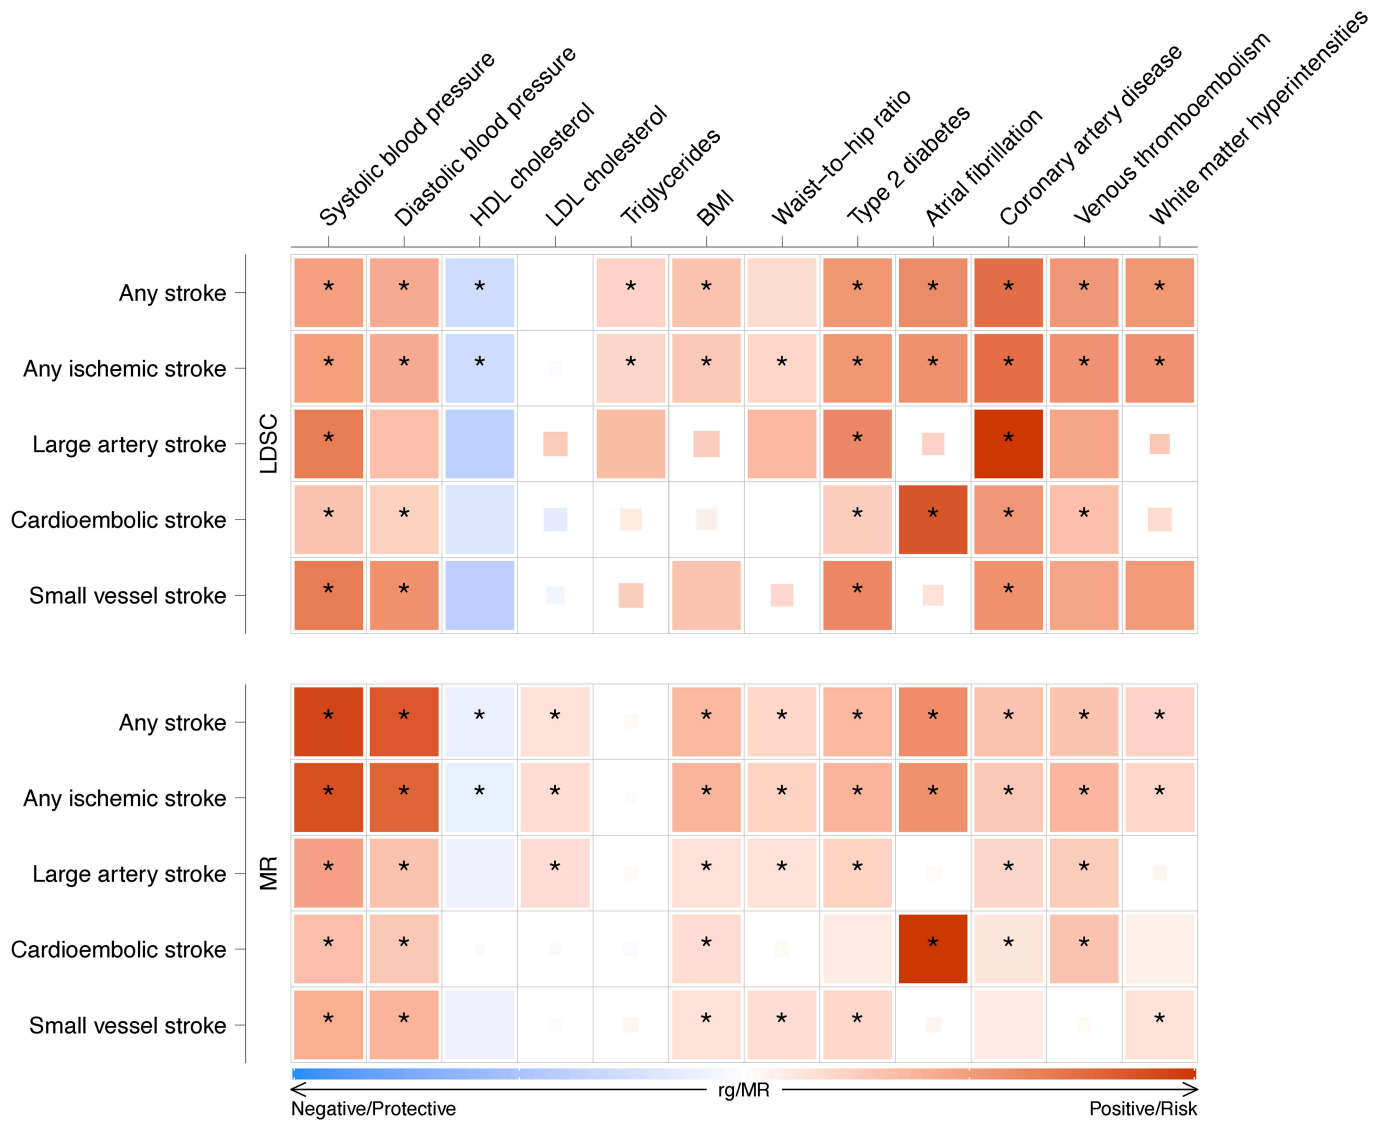 Systolic blood pressure
Diastolic blood pressure
HDL cholesterol
LDL cholesterol
Triglycerides
BMI
Waist−to−hip ratio
Type 2 diabetes
Atrial fibrillation
Coronary artery disease
Venous thromboembolism
White matter hyperintensities
LDSC
Any stroke * * * * * * * * * *
Any ischemic stroke * * * * * * * * * * *
Large artery stroke * * *
Cardioembolic stroke * * * * * *
Small vessel stroke * * * *
MR
Any stroke * * * * * * * * * * *
Any ischemic stroke * * * * * * * * * * *
Large artery stroke * * * * * * * *
Cardioembolic stroke * * * * * *
Small vessel stroke * * * * * *
rg/MR
Negative/Protective
Positive/Risk